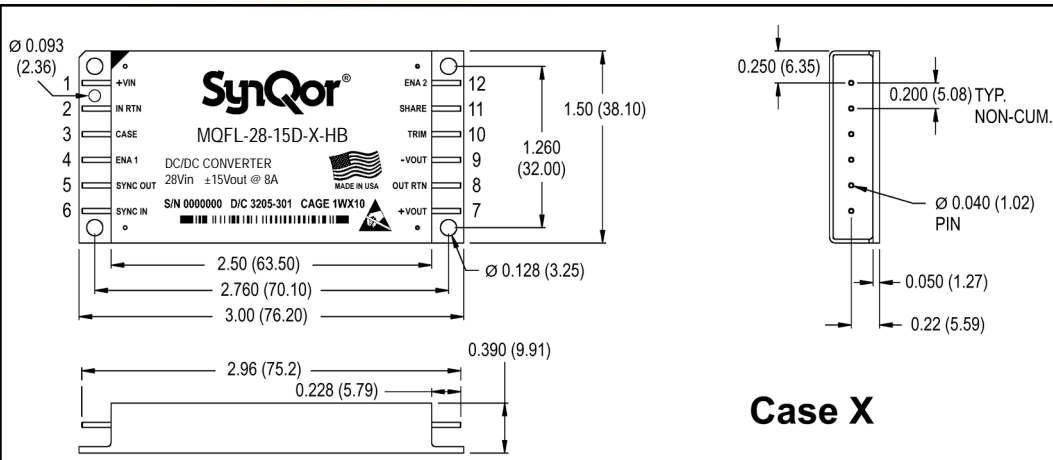 Ø 0.093
(2.36)
1 +VIN
2 IN RTN
3 CASE
4 ENA 1
5 SYNC OUT
6 SYNC IN
SynQor®
MQFL-28-15D-X-HB
DC/DC CONVERTER
28Vin ±15Vout @ 8A
MADE IN USA
S/N 0000000 D/C 3205-301 CAGE 1WX10
ENA 2 12
SHARE 11
TRIM 10
-VOUT 9
OUT RTN 8
+VOUT 7
1.260
(32.00)
1.50 (38.10)
Ø 0.128 (3.25)
2.50 (63.50)
2.760 (70.10)
3.00 (76.20)
0.250 (6.35)
0.200 (5.08) TYP.
NON-CUM.
Ø 0.040 (1.02)
PIN
0.050 (1.27)
0.22 (5.59)
2.96 (75.2)
0.228 (5.79)
0.390 (9.91)
Case X